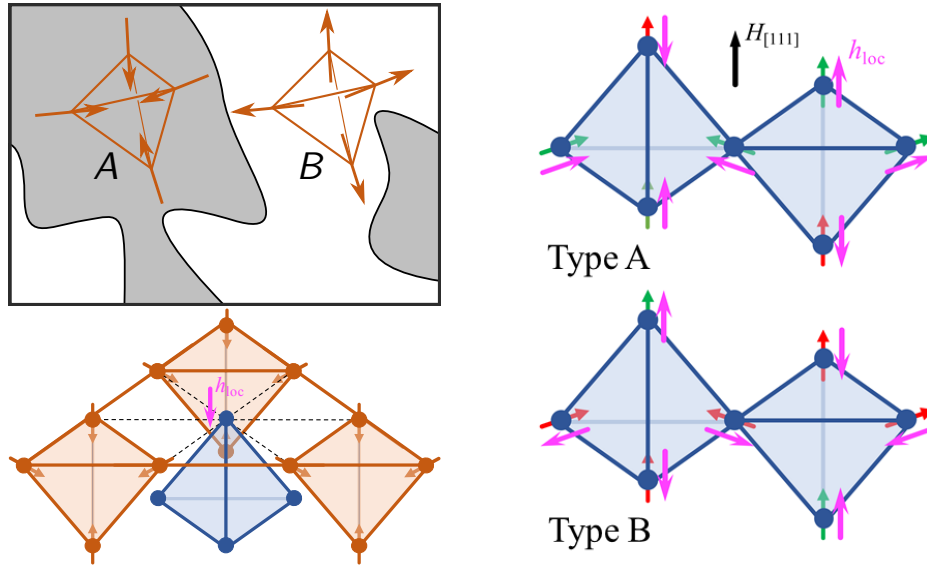 A
B
H[111]
hloc
Type A
hloc
Type B